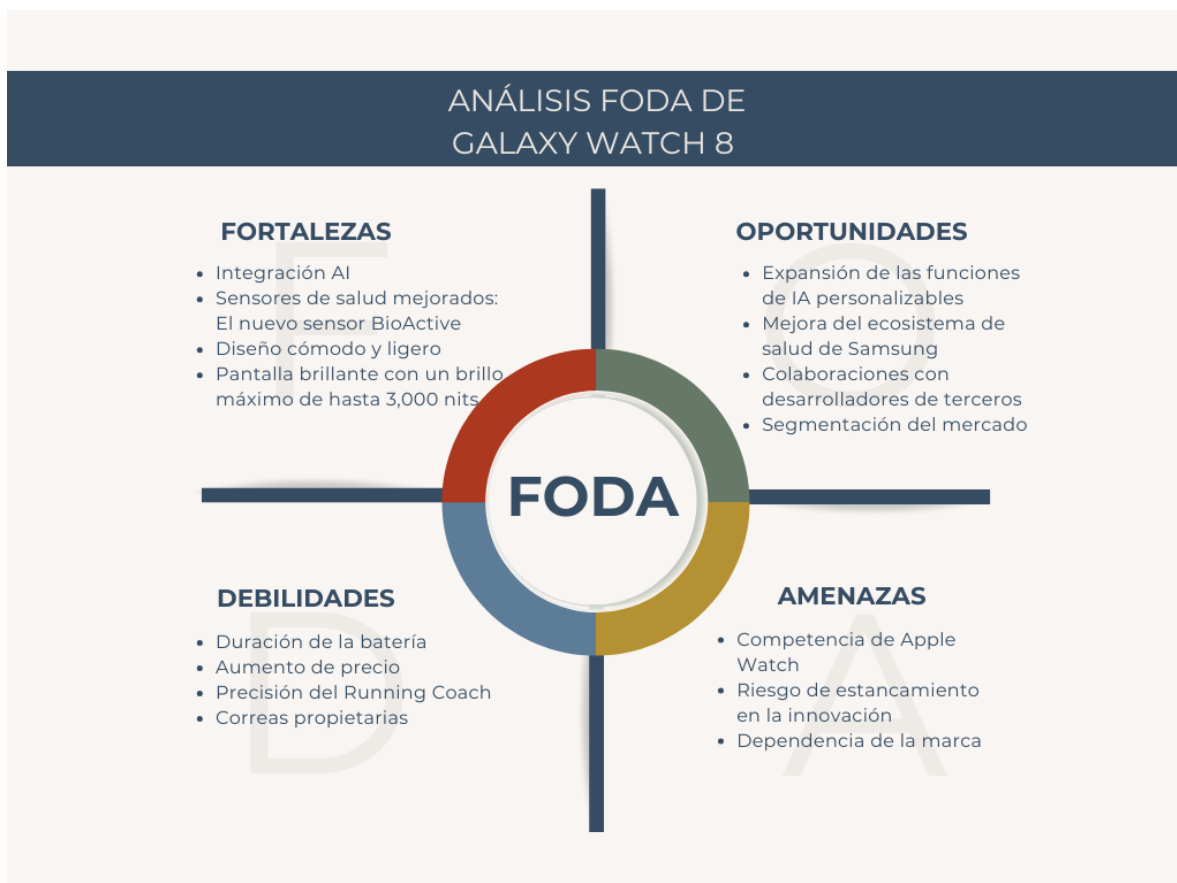 ANÁLISIS FODA DE
GALAXY WATCH 8
FORTALEZAS
• Integración AI
• Sensores de salud mejorados:
El nuevo sensor BioActive
• Diseño cómodo y ligero
• Pantalla brillante con un brillo
máximo de hasta 3,000 nits
OPORTUNIDADES
• Expansión de las funciones
de IA personalizables
• Mejora del ecosistema de
salud de Samsung
• Colaboraciones con
desarrolladores de terceros
• Segmentación del mercado
FODA
DEBILIDADES
• Duración de la batería
• Aumento de precio
• Precisión del Running Coach
• Correas propietarias
AMENAZAS
• Competencia de Apple
Watch
• Riesgo de estancamiento
en la innovación
• Dependencia de la marca
F
O
D
A